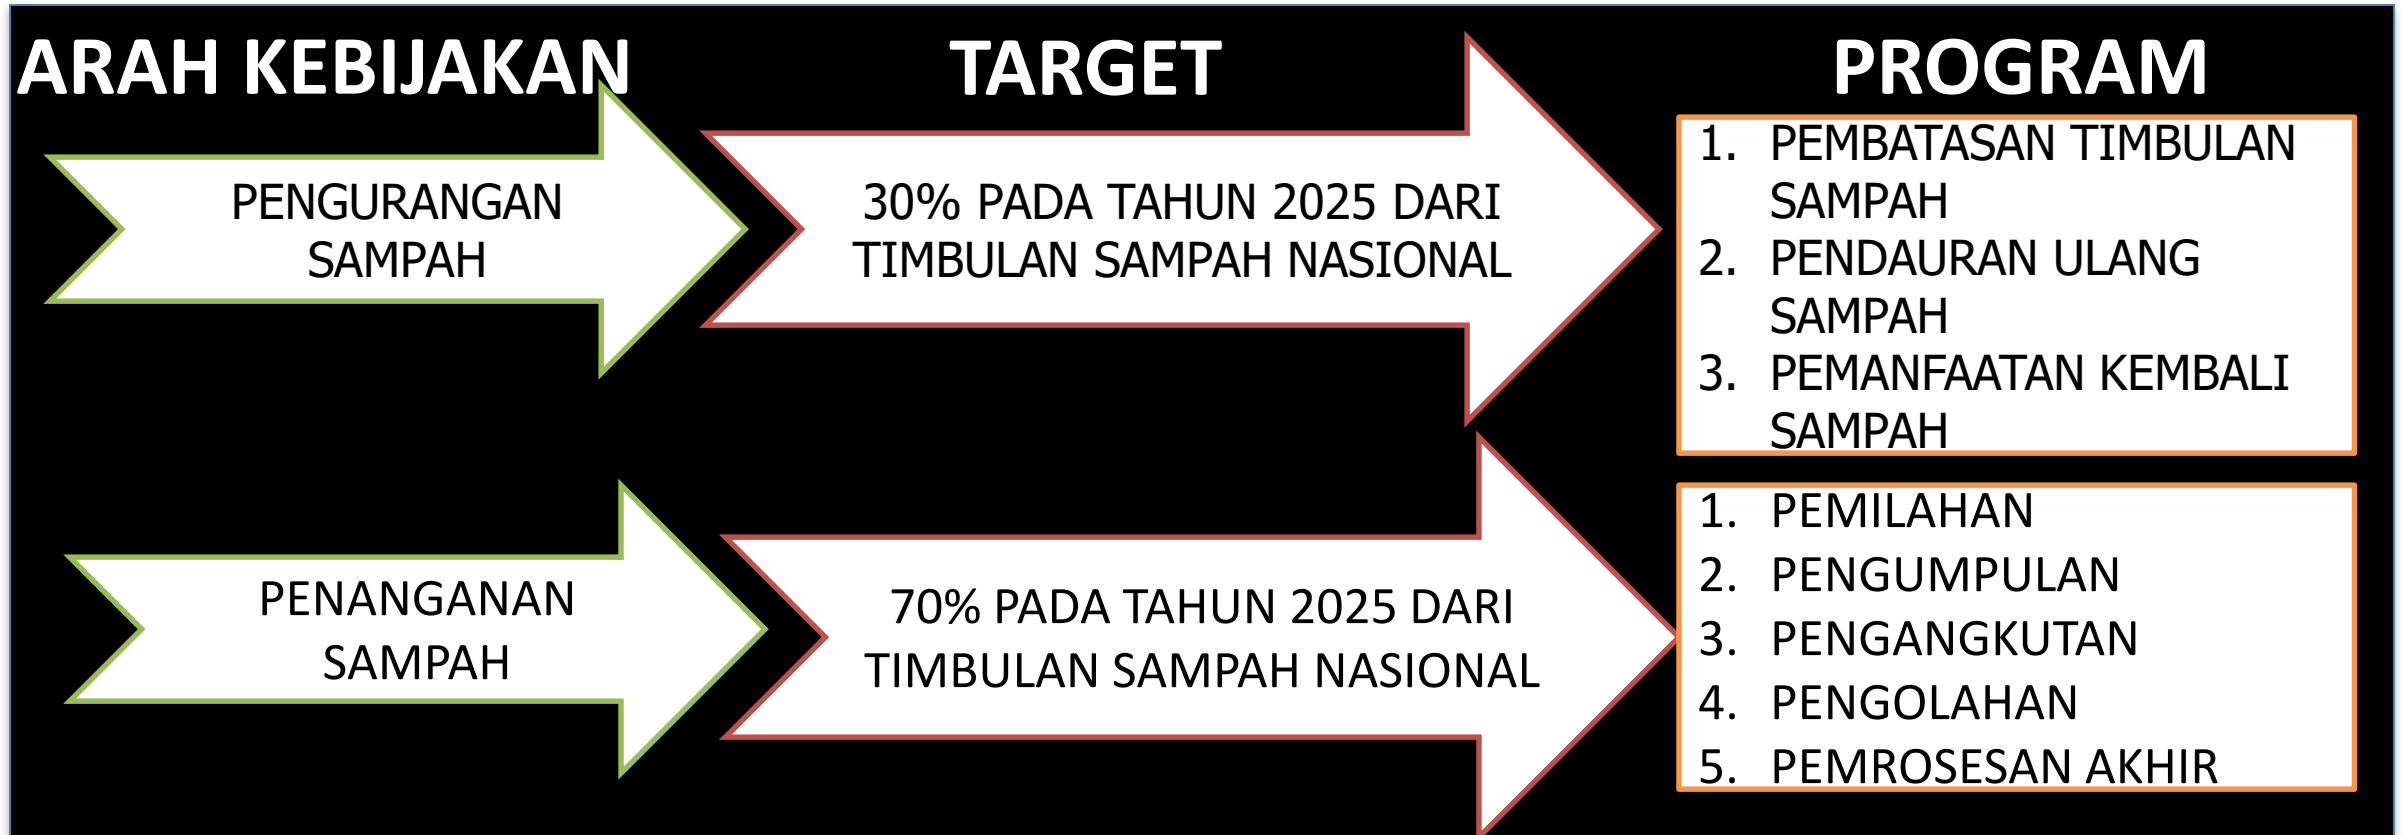 ARAH KEBIJAKAN
TARGET
PROGRAM
PENGURANGAN
SAMPAH
30% PADA TAHUN 2025 DARI
TIMBULAN SAMPAH NASIONAL
1. PEMBATASAN TIMBULAN
SAMPAH
2. PENDAURAN ULANG
SAMPAH
3. PEMANFAATAN KEMBALI
SAMPAH
PENANGANAN
SAMPAH
70% PADA TAHUN 2025 DARI
TIMBULAN SAMPAH NASIONAL
1. PEMILAHAN
2. PENGUMPULAN
3. PENGANGKUTAN
4. PENGOLAHAN
5. PEMROSESAN AKHIR